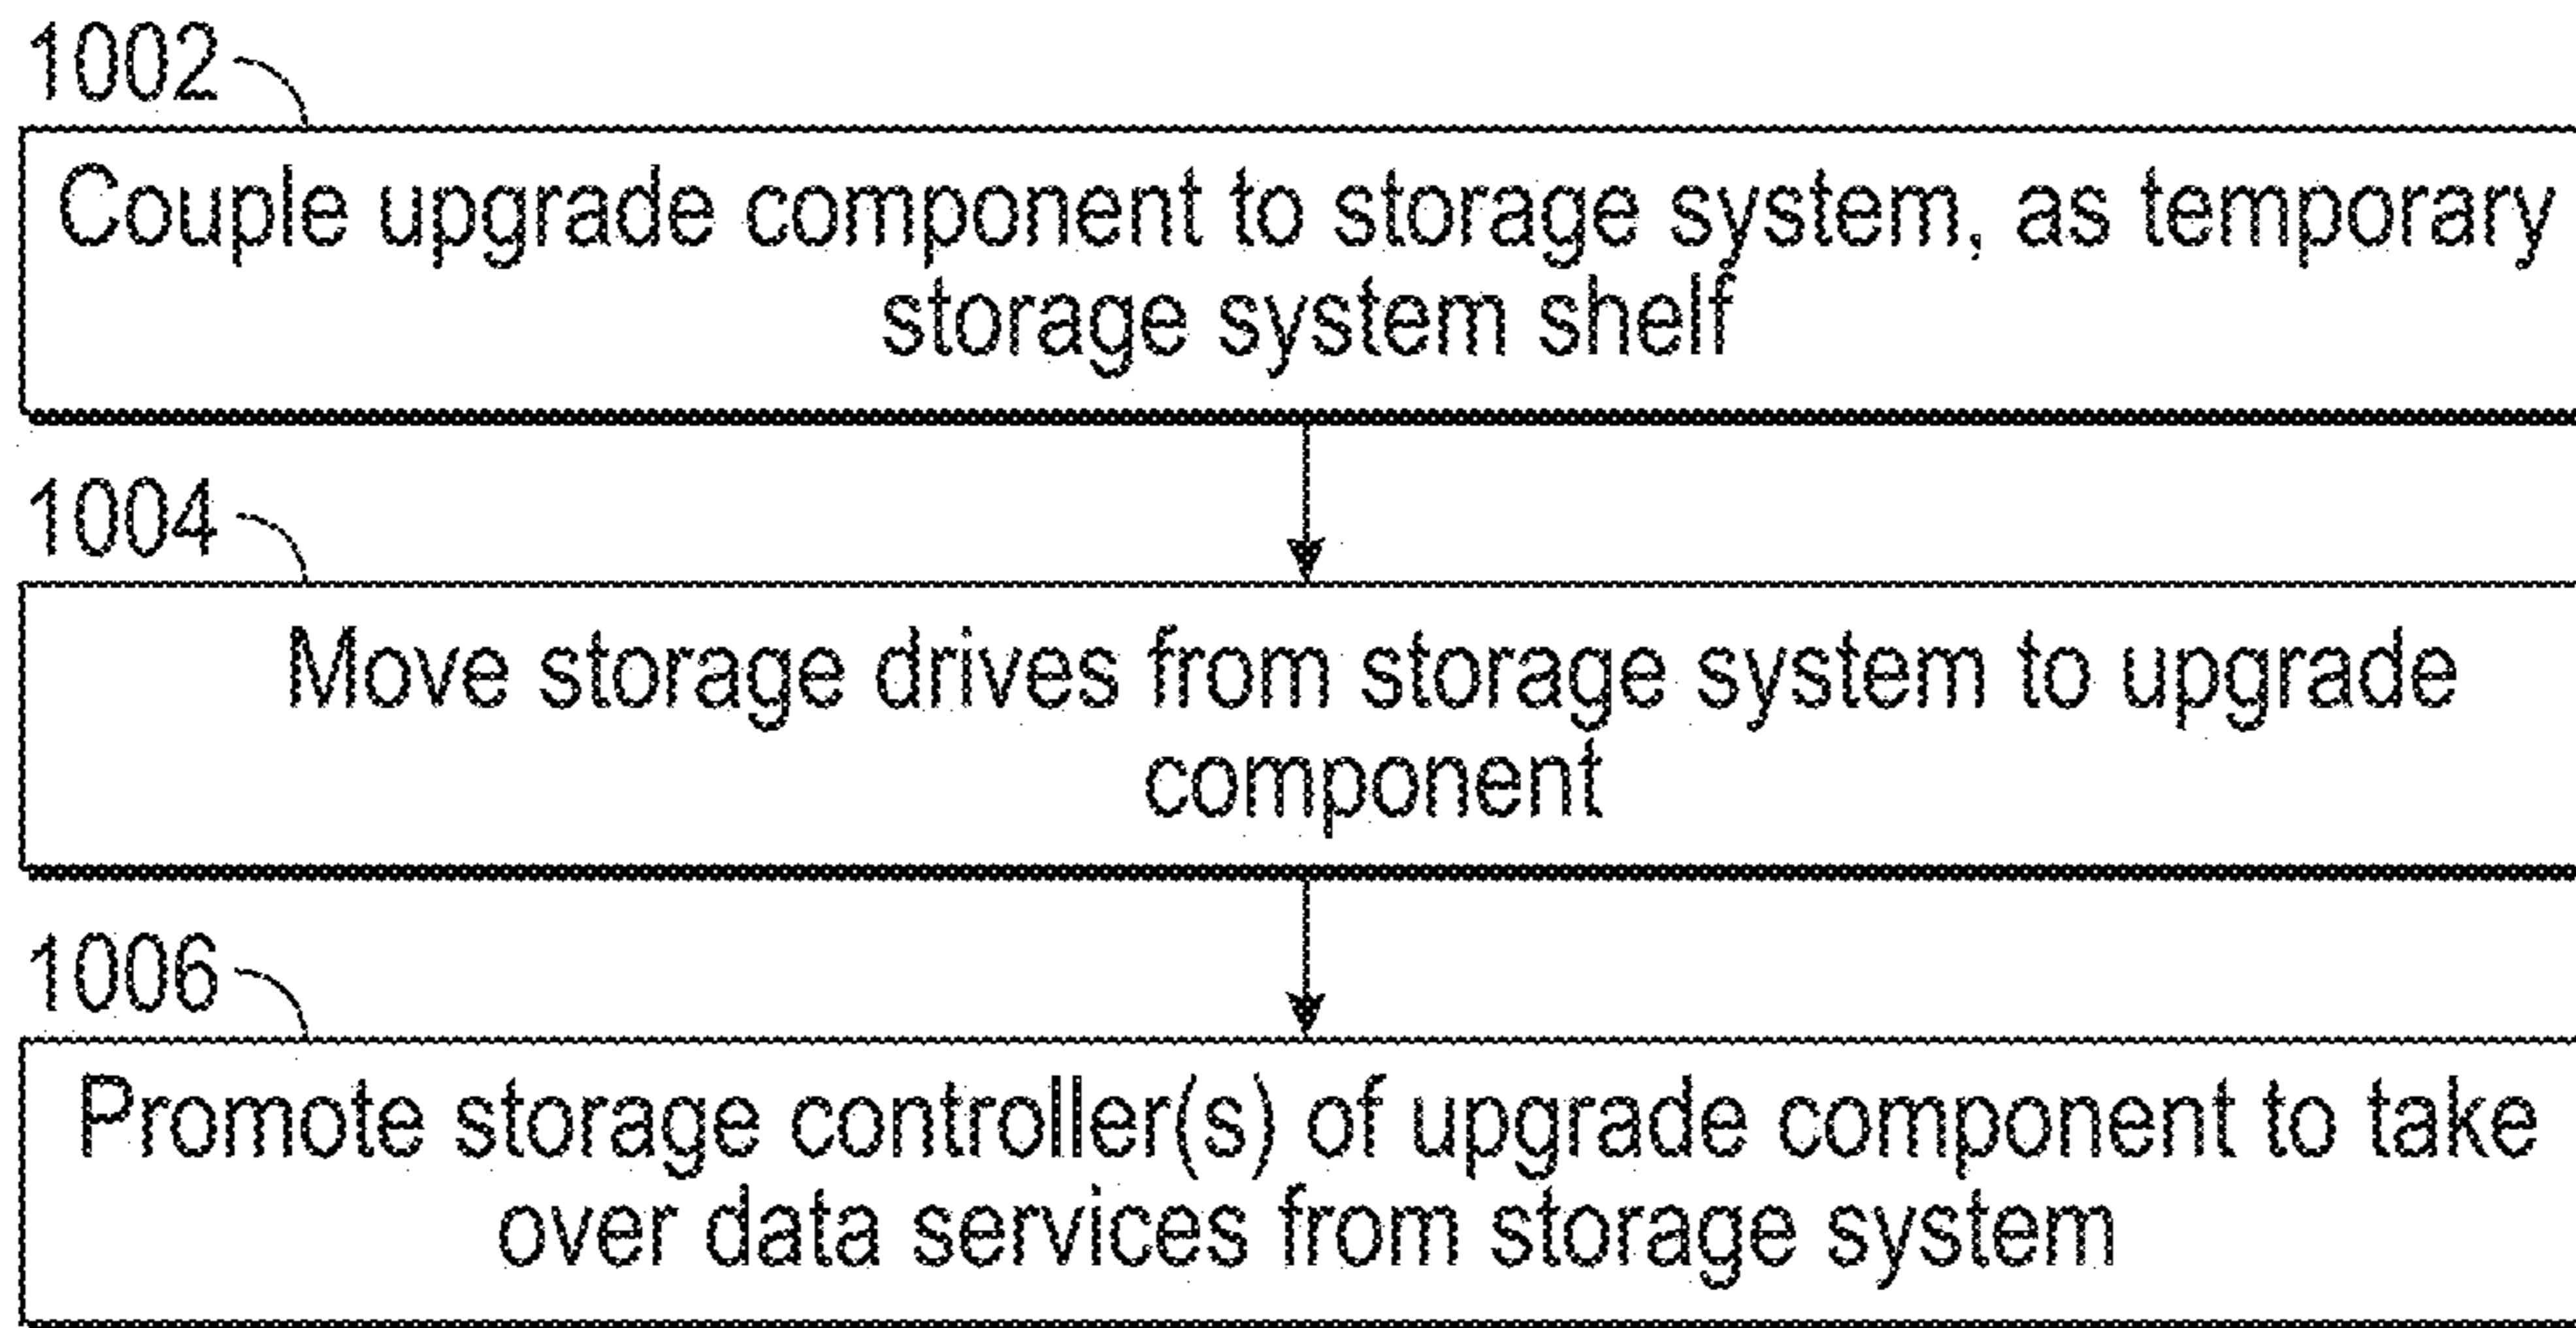 1002
Couple upgrade component to storage system, as temporary
storage system shelf
1004
Move storage drives from storage system to upgrade
component
1006
Promote storage controller(s) of upgrade component to take
over data services from storage system